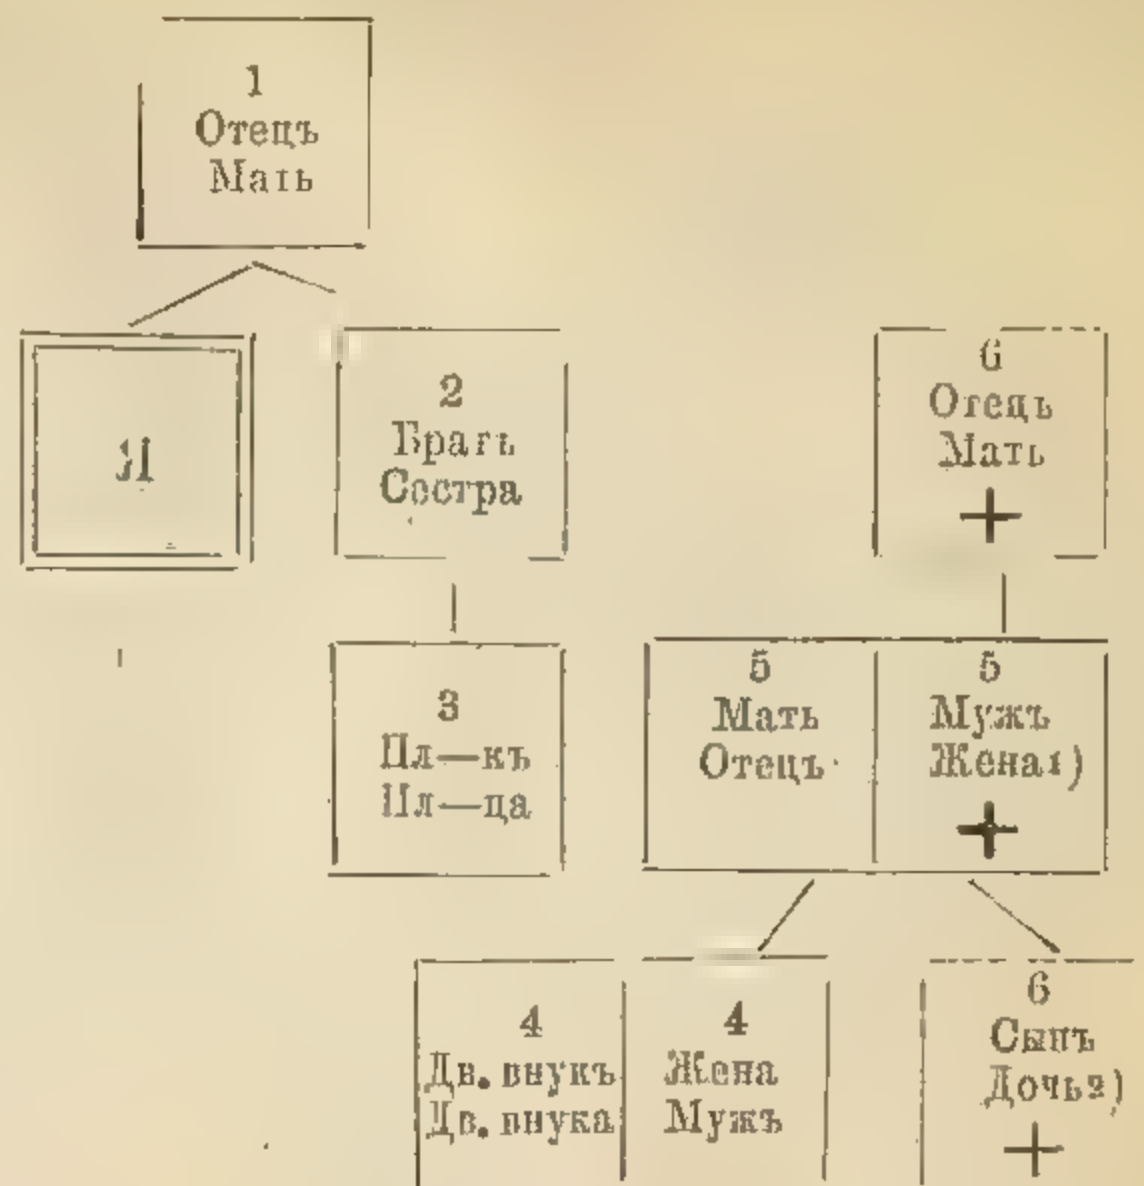 1
Отецъ
Мать
Я
2
Братъ
Сестра
6
Отецъ
Мать
+
3
Пл—къ
Пл—ца
5
Мать
Отецъ
5
Мужъ
Жена1)
+
4
Дв. внукъ
Дв. внука
4
Жена
Мужъ
6
Сынъ
Дочь2)
+